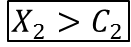 X₂ > C₂